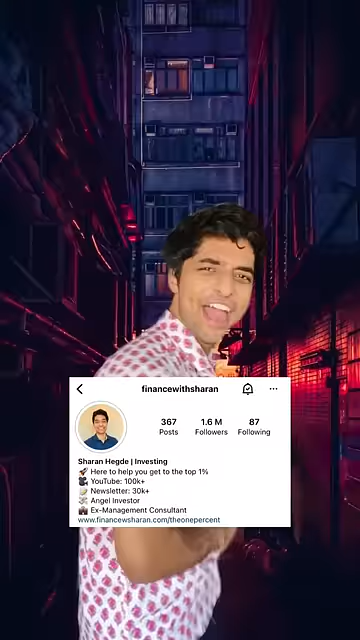 financewithsharan
367 1.6 M 87
Posts Followers Following
Sharan Hegde | Investing
🚀 Here to help you get to the top 1%
🎥 YouTube: 100k+
📝 Newsletter: 30k+
Angel Investor
Ex-Management Consultant
www.financewsharan.com/theonepercent